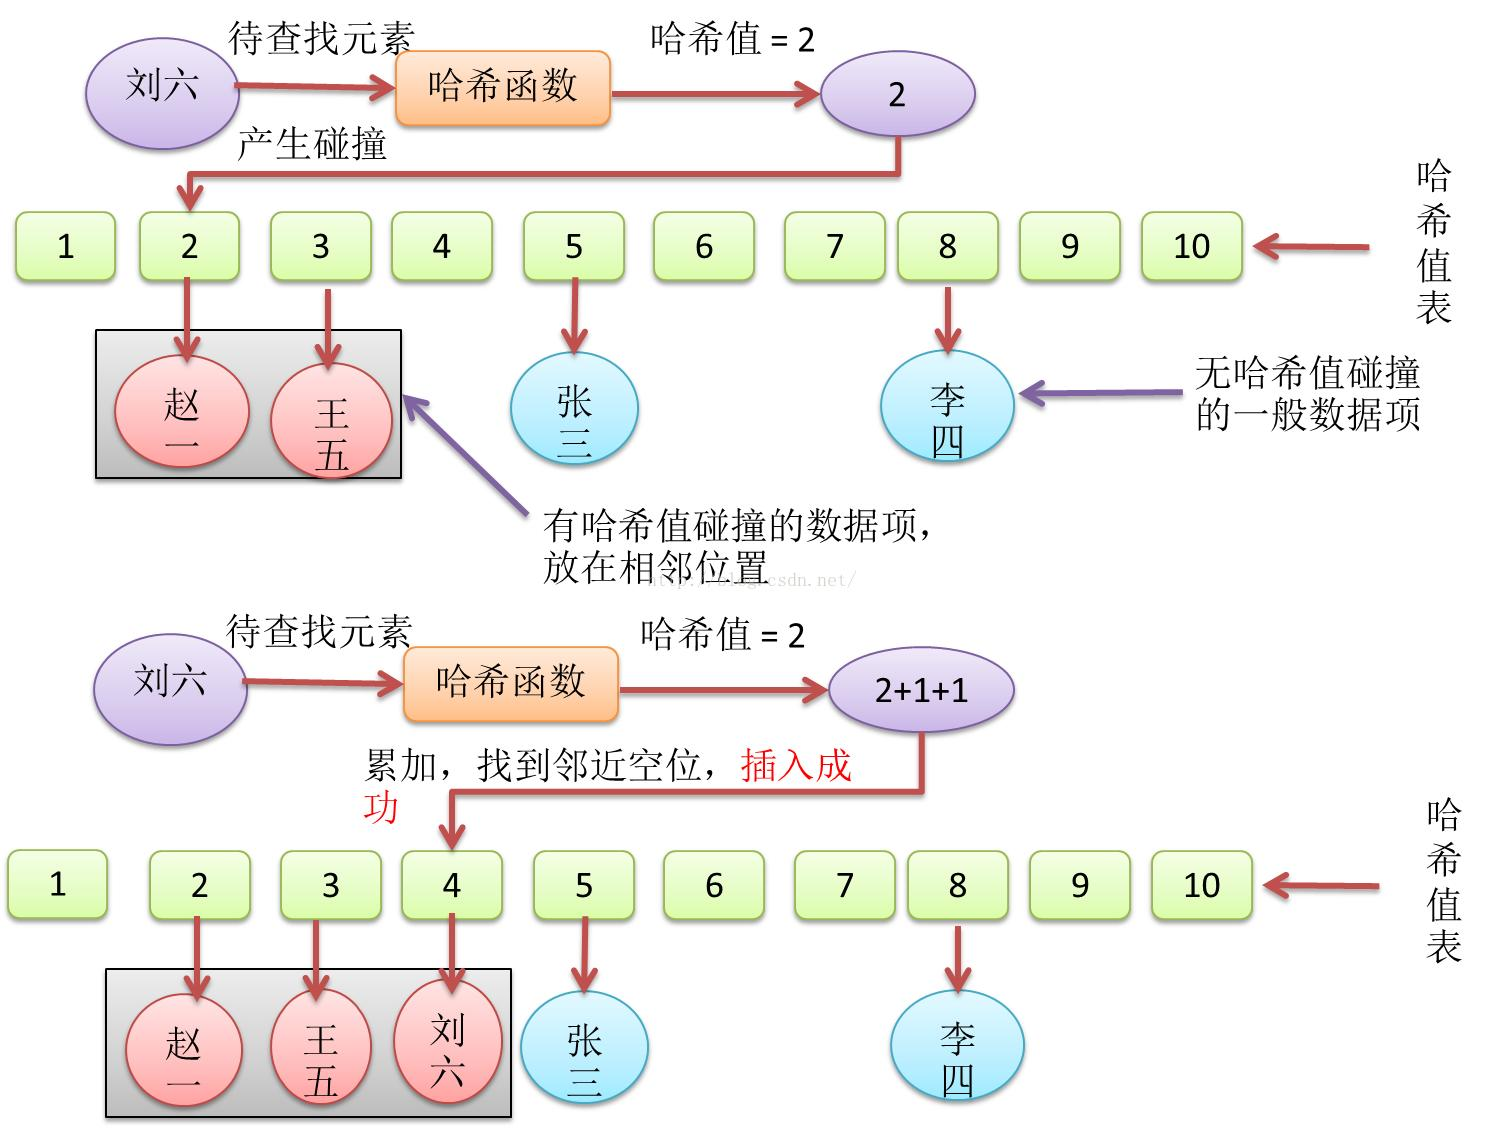 待查找元素
哈希值 = 2
刘六
哈希函数
2
产生碰撞
哈希值表
1 2 3 4 5 6 7 8 9 10
赵一
王五
张三
李四
无哈希值碰撞
的一般数据项
有哈希值碰撞的数据项，
放在相邻位置
http://blog.csdn.net/
待查找元素
哈希值 = 2
刘六
哈希函数
2+1+1
累加，找到邻近空位，插入成
功
哈希值表
1 2 3 4 5 6 7 8 9 10
赵一
王五
刘六
张三
李四